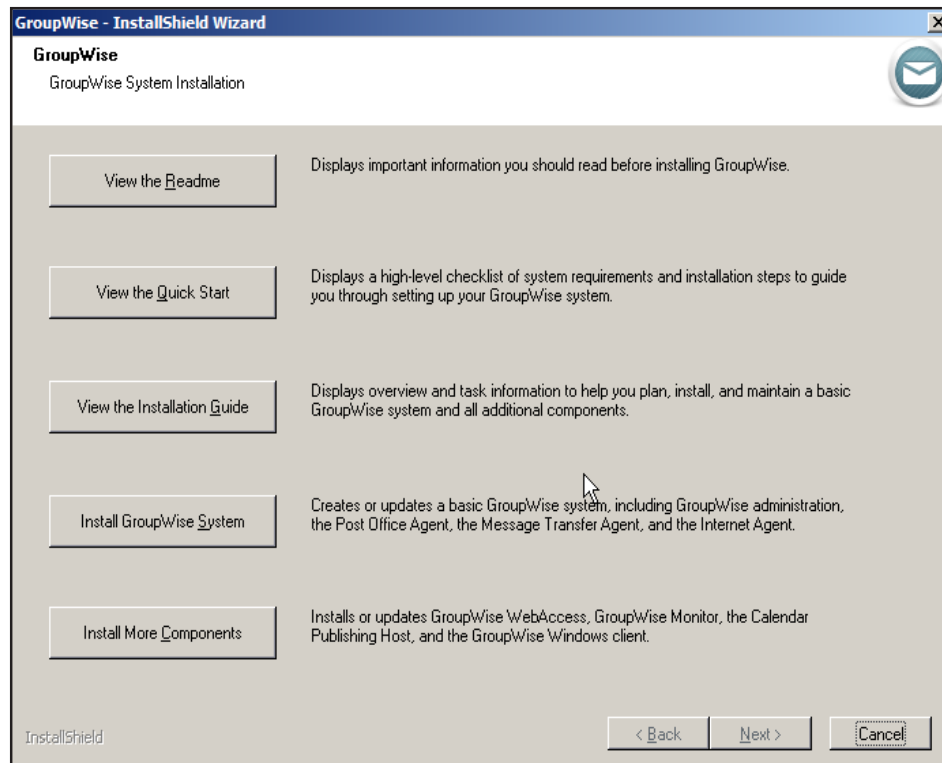 GroupWise - InstallShield Wizard
GroupWise
GroupWise System Installation
View the Readme
Displays important information you should read before installing GroupWise.
View the Quick Start
Displays a high-level checklist of system requirements and installation steps to guide
you through setting up your GroupWise system.
View the Installation Guide
Displays overview and task information to help you plan, install, and maintain a basic
GroupWise system and all additional components.
Install GroupWise System
Creates or updates a basic GroupWise system, including GroupWise administration,
the Post Office Agent, the Message Transfer Agent, and the Internet Agent.
Install More Components
Installs or updates GroupWise WebAccess, GroupWise Monitor, the Calendar
Publishing Host, and the GroupWise Windows client.
InstallShield
< Back
Next >
Cancel